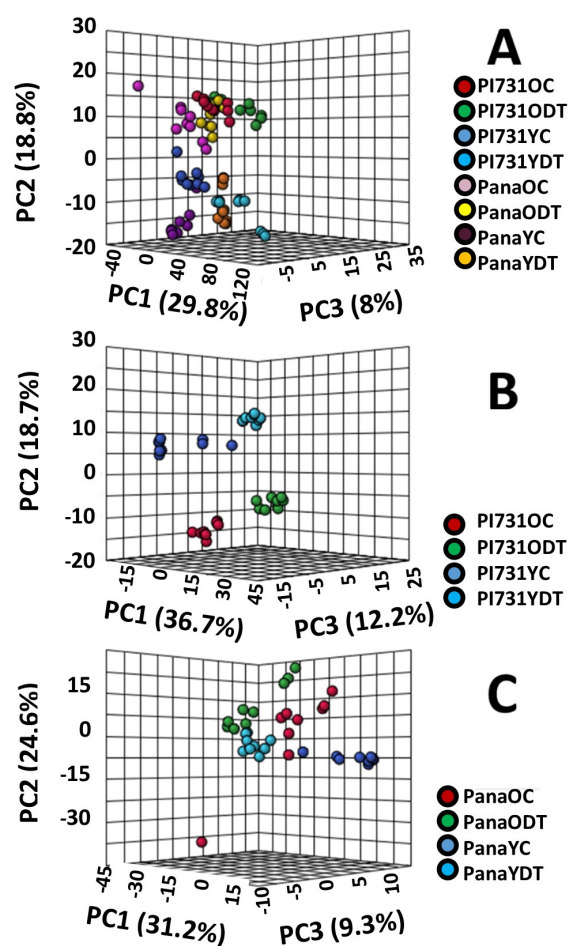 A
30
20
10
0
-10
-20
PC2 (18.8%)
-40
0
40
80
120
PC1 (29.8%)
-5
5
15
25
35
PC3 (8%)
PI731OC
PI731ODT
PI731YC
PI731YDT
PanaOC
PanaODT
PanaYC
PanaYDT
B
30
20
10
0
-10
-20
PC2 (18.7%)
-15
0
15
30
45
PC1 (36.7%)
-15
-5
5
15
25
PC3 (12.2%)
PI731OC
PI731ODT
PI731YC
PI731YDT
C
15
0
-15
-30
PC2 (24.6%)
-45
-30
-15
0
15
PC1 (31.2%)
-10
-5
0
5
10
PC3 (9.3%)
PanaOC
PanaODT
PanaYC
PanaYDT